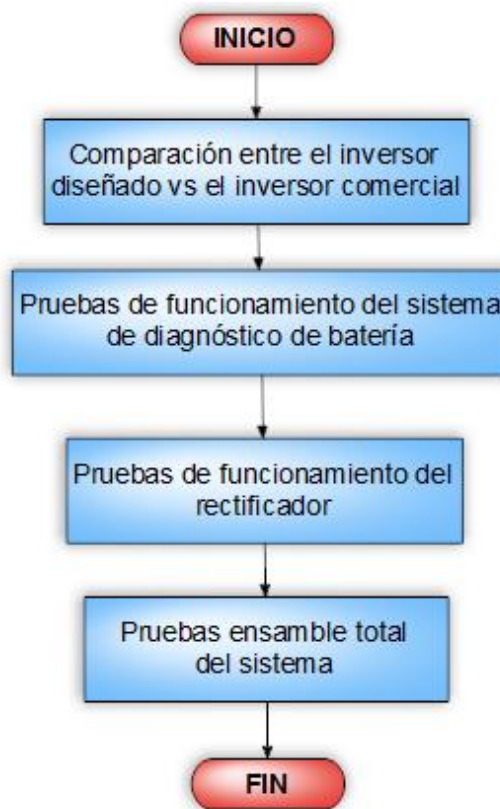 INICIO
Comparación entre el inversor
diseñado vs el inversor comercial
Pruebas de funcionamiento del sistema
de diagnóstico de batería
Pruebas de funcionamiento del
rectificador
Pruebas ensamble total
del sistema
FIN